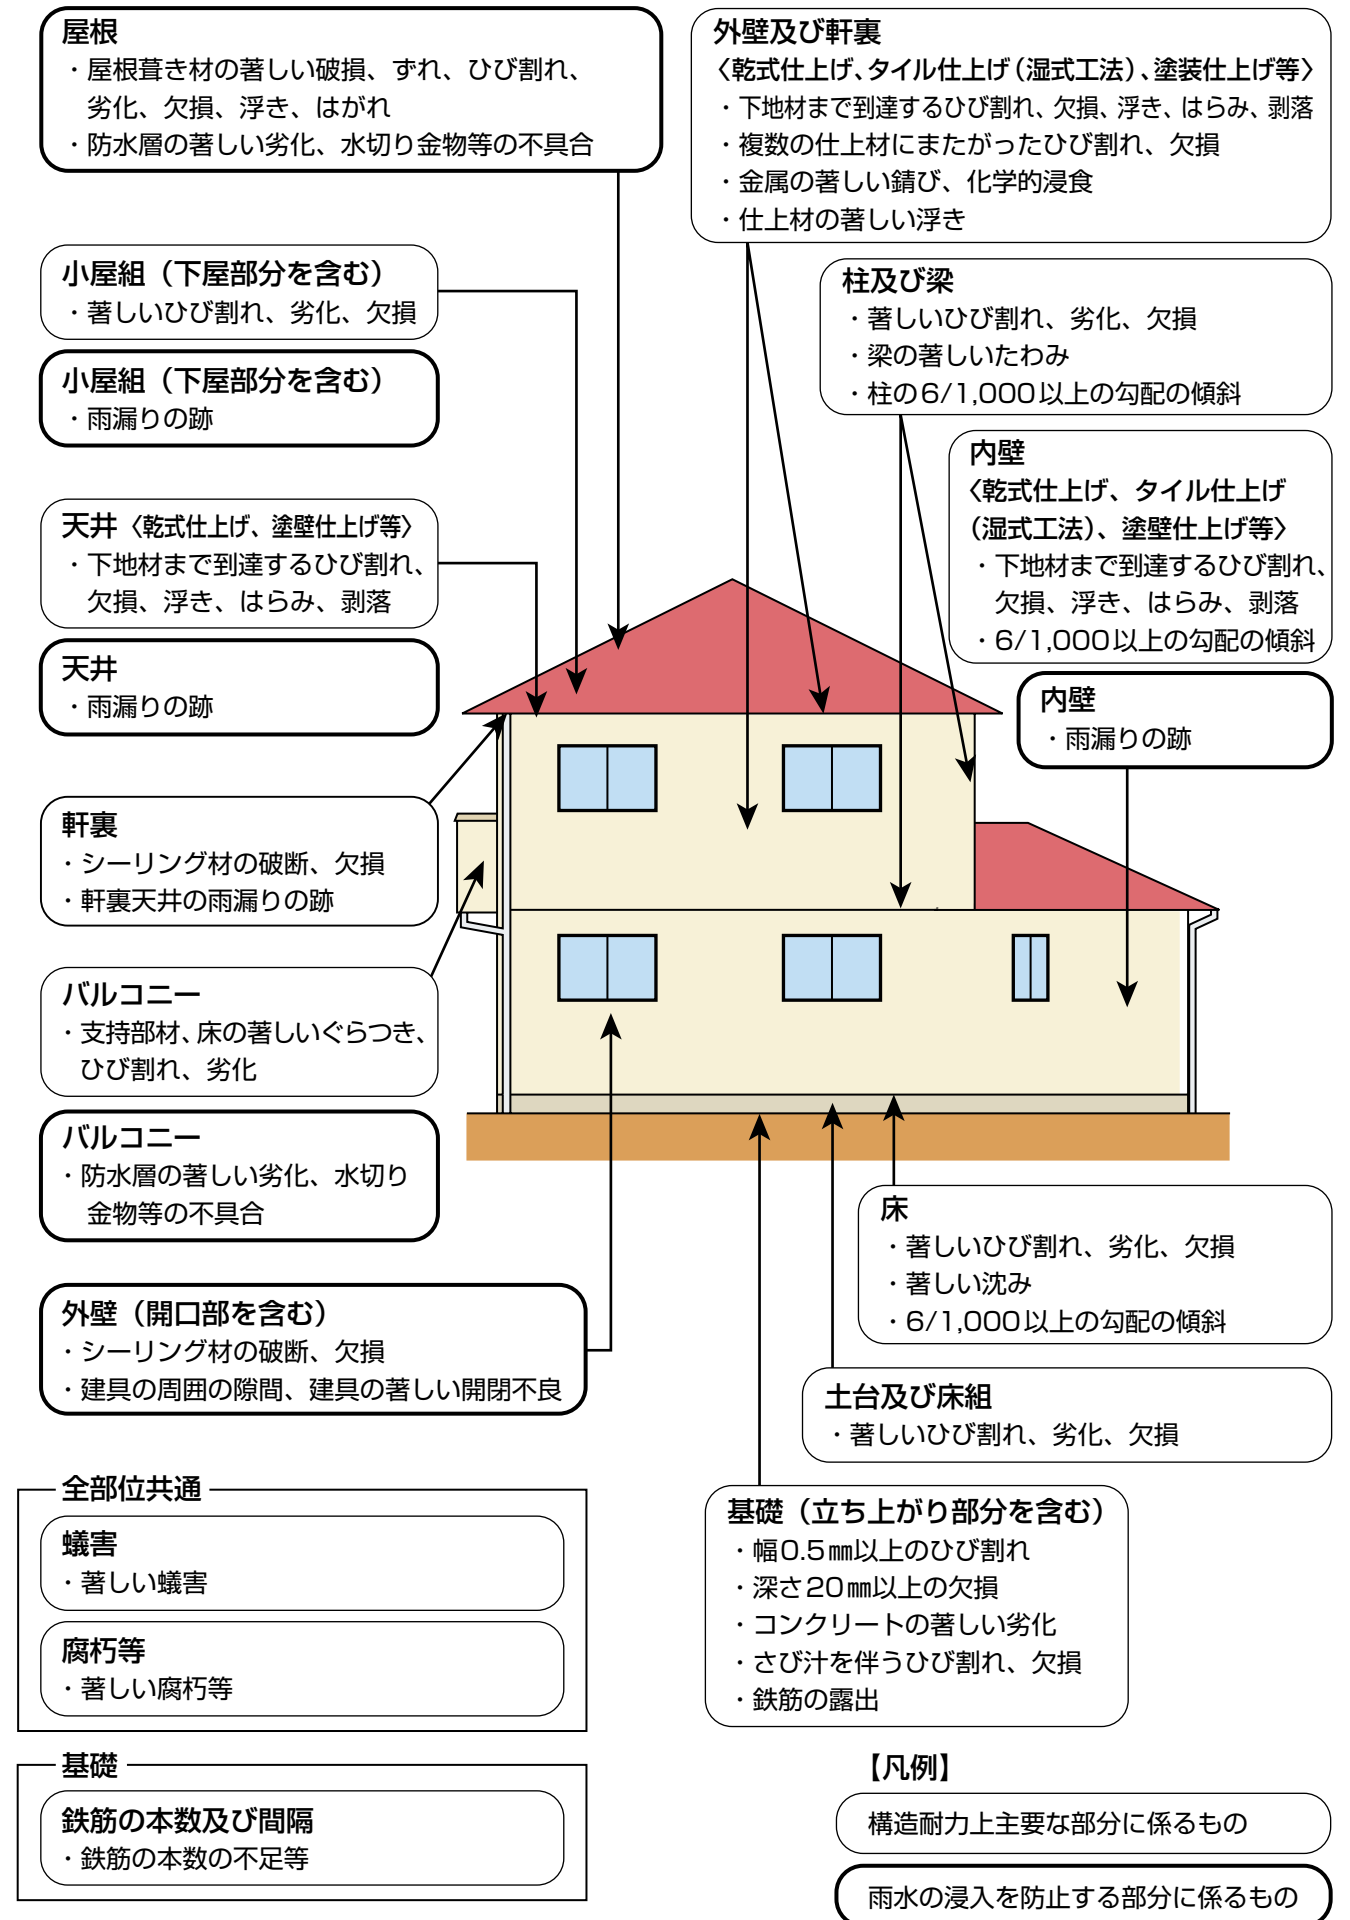 屋根
・屋根葺き材の著しい破損、ずれ、ひび割れ、
劣化、欠損、浮き、はがれ
・防水層の著しい劣化、水切り金物等の不具合
外壁及び軒裏
〈乾式仕上げ、タイル仕上げ（湿式工法）、塗装仕上げ等〉
・下地材まで到達するひび割れ、欠損、浮き、はらみ、剥落
・複数の仕上材にまたがったひび割れ、欠損
・金属の著しい錆び、化学的浸食
・仕上材の著しい浮き
小屋組（下屋部分を含む）
・著しいひび割れ、劣化、欠損
小屋組（下屋部分を含む）
・雨漏りの跡
柱及び梁
・著しいひび割れ、劣化、欠損
・梁の著しいたわみ
・柱の6/1,000以上の勾配の傾斜
内壁
〈乾式仕上げ、タイル仕上げ
（湿式工法）、塗壁仕上げ等〉
・下地材まで到達するひび割れ、
欠損、浮き、はらみ、剥落
・6/1,000以上の勾配の傾斜
天井〈乾式仕上げ、塗壁仕上げ等〉
・下地材まで到達するひび割れ、
欠損、浮き、はらみ、剥落
天井
・雨漏りの跡
内壁
・雨漏りの跡
軒裏
・シーリング材の破断、欠損
・軒裏天井の雨漏りの跡
バルコニー
・支持部材、床の著しいぐらつき、
ひび割れ、劣化
バルコニー
・防水層の著しい劣化、水切り
金物等の不具合
外壁（開口部を含む）
・シーリング材の破断、欠損
・建具の周囲の隙間、建具の著しい開閉不良
床
・著しいひび割れ、劣化、欠損
・著しい沈み
・6/1,000以上の勾配の傾斜
土台及び床組
・著しいひび割れ、劣化、欠損
基礎（立ち上がり部分を含む）
・幅0.5㎜以上のひび割れ
・深さ20㎜以上の欠損
・コンクリートの著しい劣化
・さび汁を伴うひび割れ、欠損
・鉄筋の露出
全部位共通
蟻害
・著しい蟻害
腐朽等
・著しい腐朽等
基礎
鉄筋の本数及び間隔
・鉄筋の本数の不足等
【凡例】
構造耐力上主要な部分に係るもの
雨水の浸入を防止する部分に係るもの